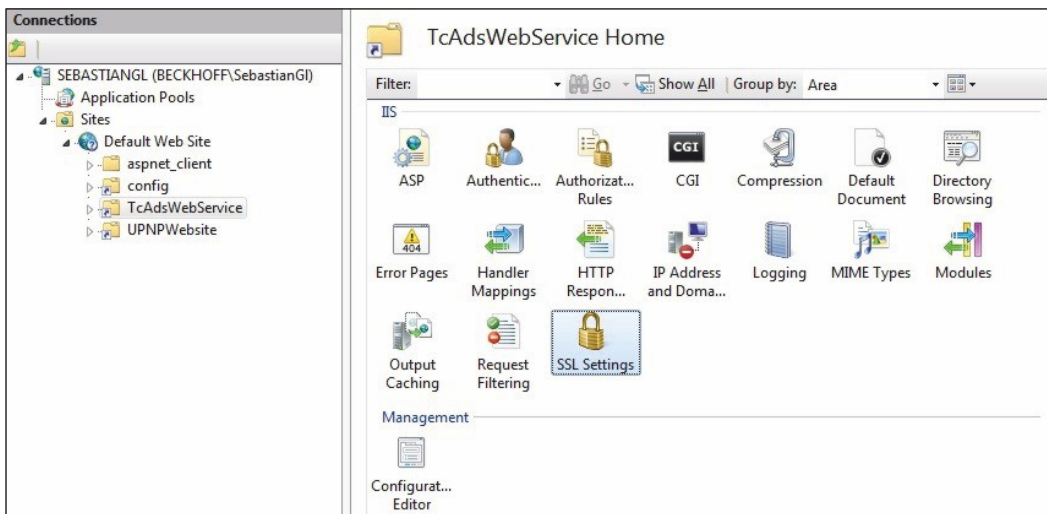 Connections
SEBASTIANGL (BECKHOFF\SebastianGl)
Application Pools
Sites
Default Web Site
aspnet_client
config
TcAdsWebService
UPNPWebsite
TcAdsWebService Home
Filter: Go Show All Group by: Area
IIS
ASP
Authentic...
Authorizat...
Rules
CGI
Compression
Default
Document
Directory
Browsing
404
Error Pages
Handler
Mappings
HTTP
Respon...
IP Address
and Doma...
Logging
MIME Types
Modules
Output
Caching
Request
Filtering
SSL Settings
Management
Configurat...
Editor